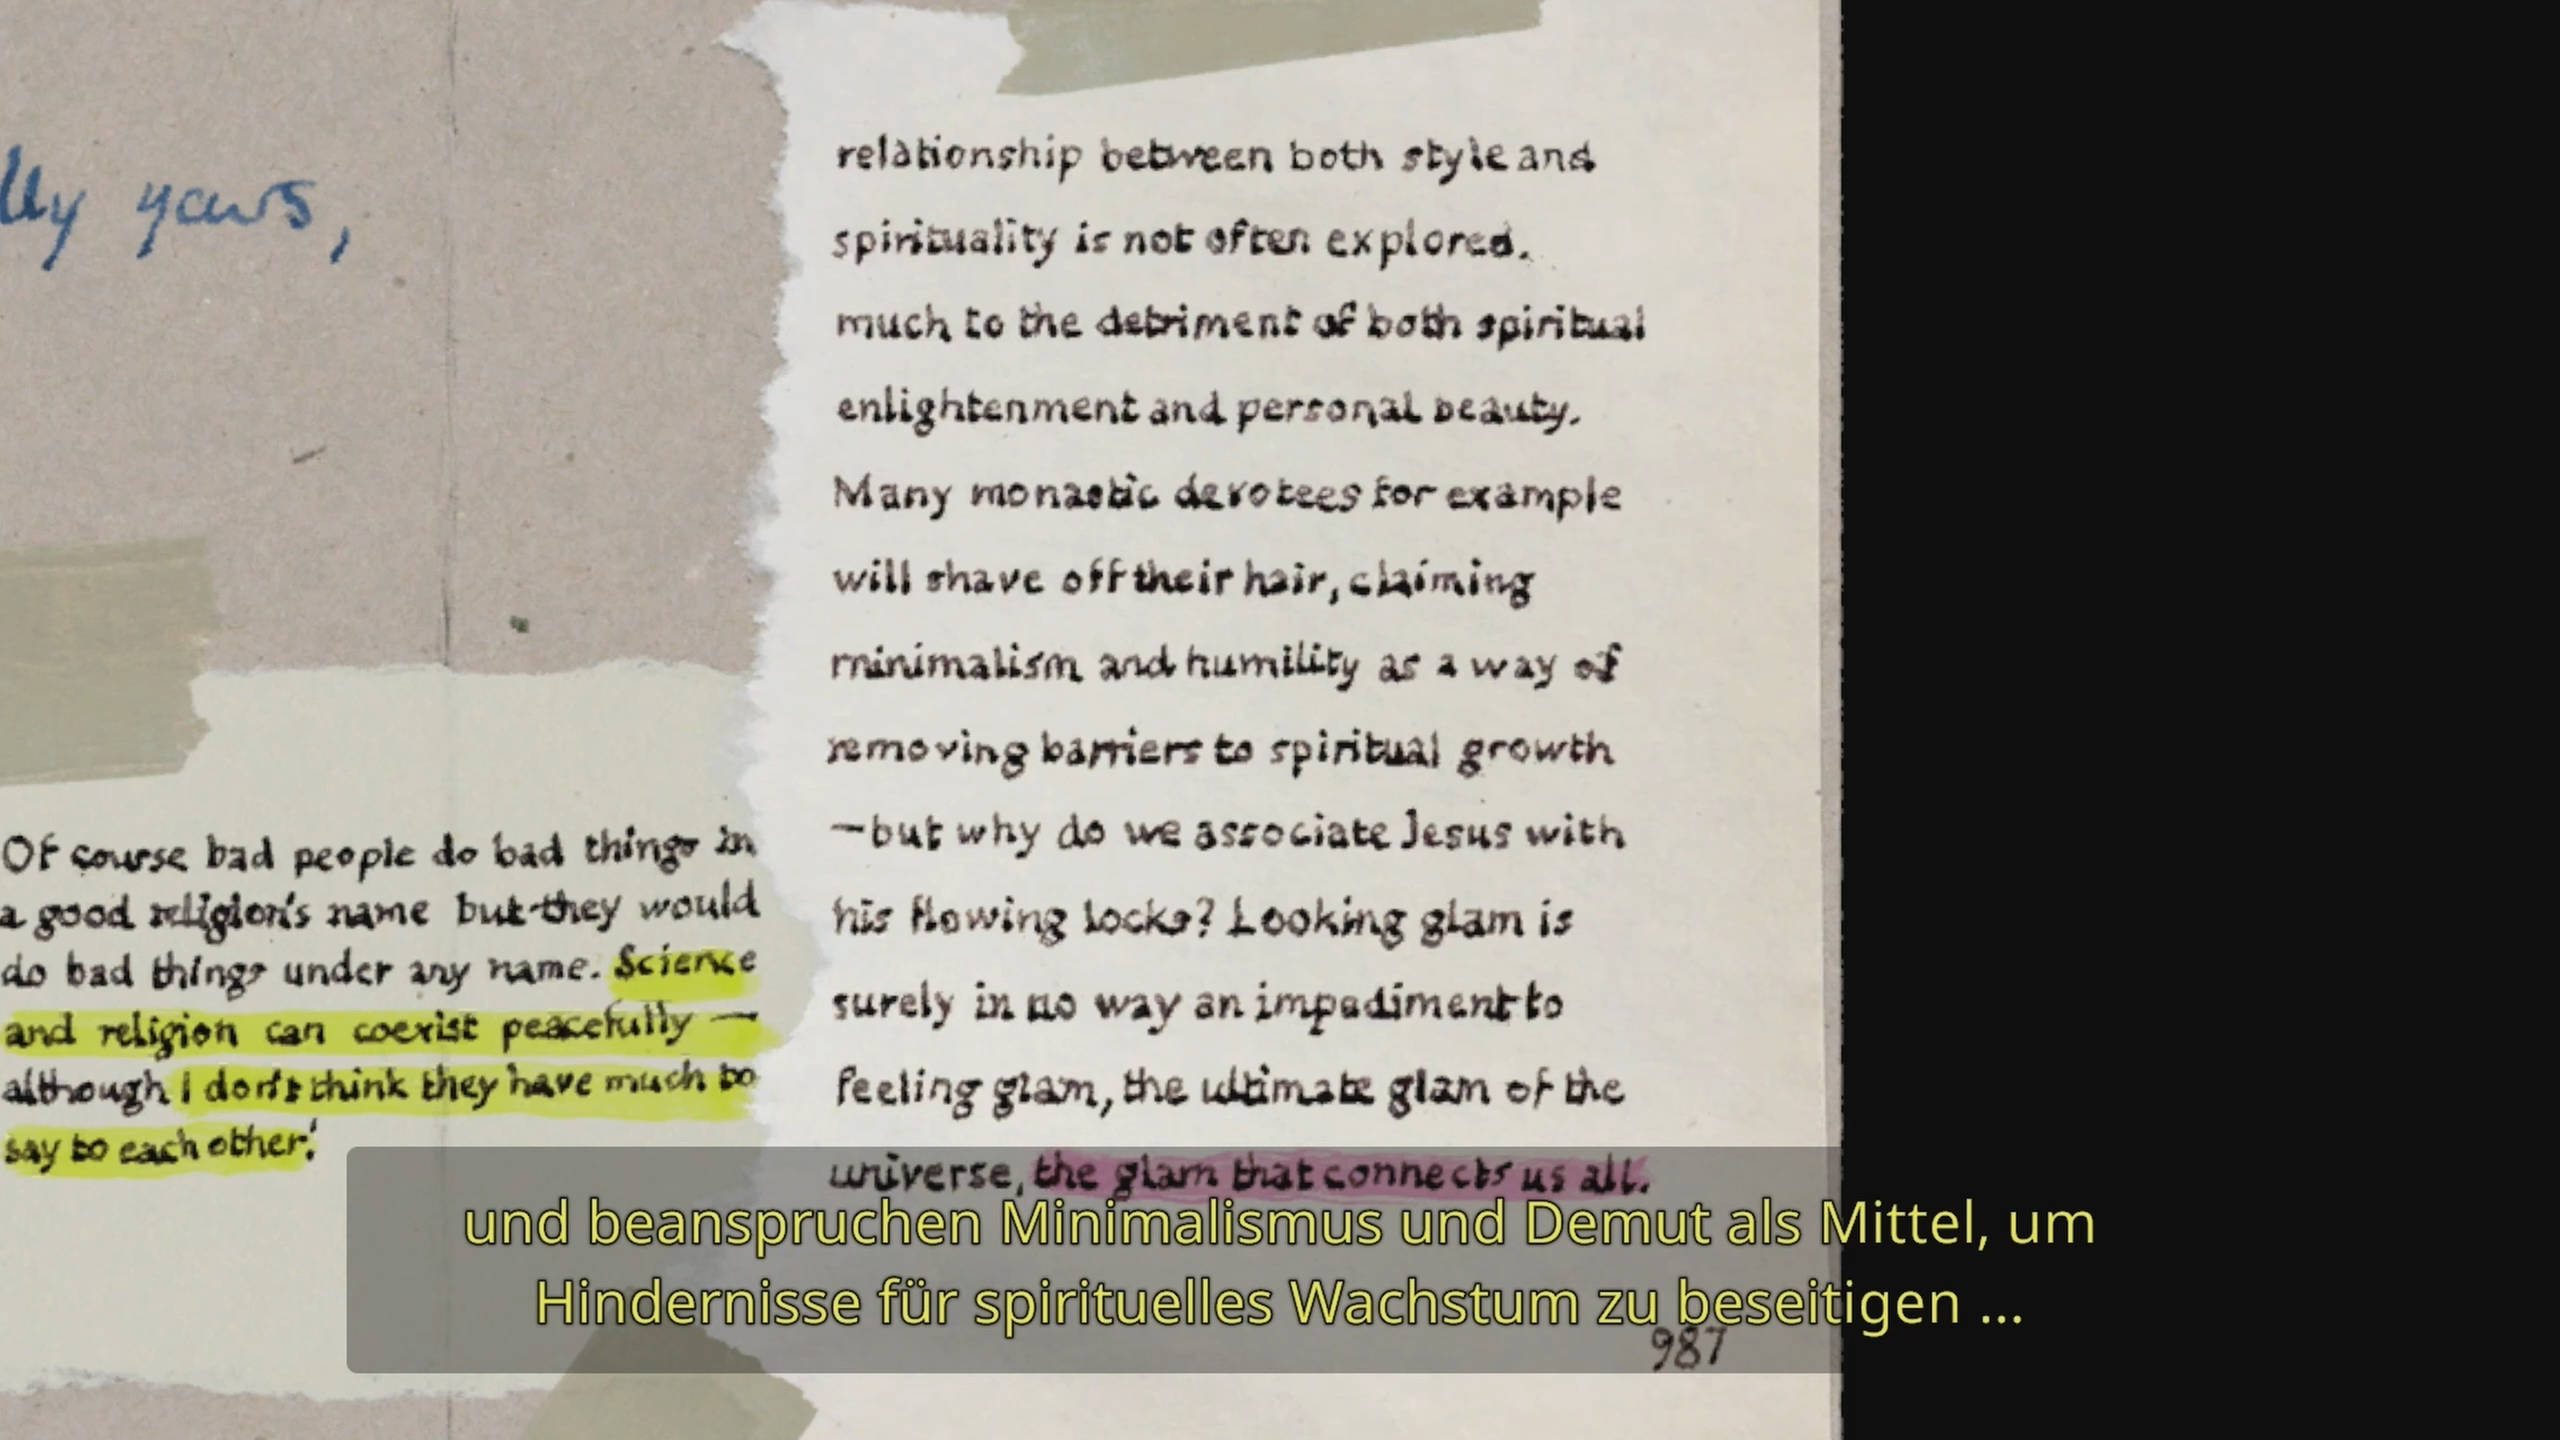 lly yours,
Of course bad people do bad things in
a good religion's name but they would
do bad things under any name. Science
and religion can coexist peacefully —
although I don't think they have much to
say to each other.'
relationship between both style and
spirituality is not often explored.
much to the detriment of both spiritual
enlightenment and personal beauty.
Many monastic devotees for example
will shave off their hair, claiming
minimalism and humility as a way of
removing barriers to spiritual growth
—but why do we associate Jesus with
his flowing locks? Looking glam is
surely in no way an impediment to
feeling glam, the ultimate glam of the
universe, the glam that connects us all.
987
und beanspruchen Minimalismus und Demut als Mittel, um
Hindernisse für spirituelles Wachstum zu beseitigen ...